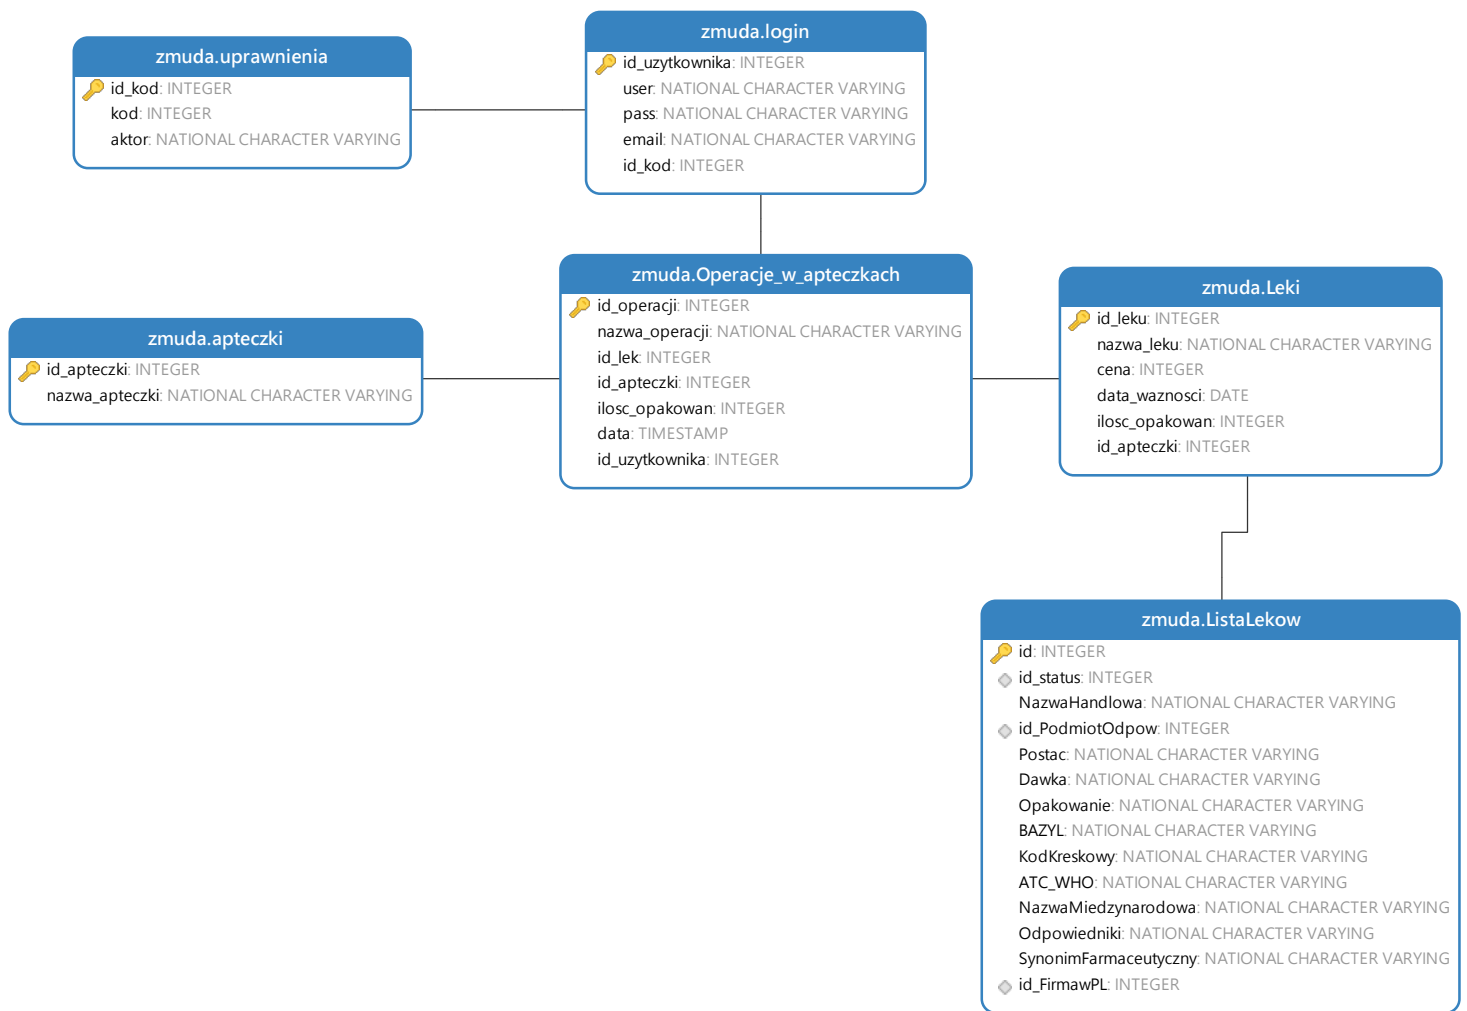 zmuda.uprawnienia
id_kod: INTEGER
kod: INTEGER
aktor: NATIONAL CHARACTER VARYING
zmuda.login
id_uzytkownika: INTEGER
user: NATIONAL CHARACTER VARYING
pass: NATIONAL CHARACTER VARYING
email: NATIONAL CHARACTER VARYING
id_kod: INTEGER
zmuda.apteczki
id_apteczki: INTEGER
nazwa_apteczki: NATIONAL CHARACTER VARYING
zmuda.Operacje_w_apteczkach
id_operacji: INTEGER
nazwa_operacji: NATIONAL CHARACTER VARYING
id_lek: INTEGER
id_apteczki: INTEGER
ilosc_opakowan: INTEGER
data: TIMESTAMP
id_uzytkownika: INTEGER
zmuda.Leki
id_leku: INTEGER
nazwa_leku: NATIONAL CHARACTER VARYING
cena: INTEGER
data_waznosci: DATE
ilosc_opakowan: INTEGER
id_apteczki: INTEGER
zmuda.ListaLekow
id: INTEGER
id_status: INTEGER
NazwaHandlowa: NATIONAL CHARACTER VARYING
id_PodmiotOdpow: INTEGER
Postac: NATIONAL CHARACTER VARYING
Dawka: NATIONAL CHARACTER VARYING
Opakowanie: NATIONAL CHARACTER VARYING
BAZYL: NATIONAL CHARACTER VARYING
KodKreskowy: NATIONAL CHARACTER VARYING
ATC_WHO: NATIONAL CHARACTER VARYING
NazwaMiedzynarodowa: NATIONAL CHARACTER VARYING
Odpowiedniki: NATIONAL CHARACTER VARYING
SynonimFarmaceutyczny: NATIONAL CHARACTER VARYING
id_FirmawPL: INTEGER